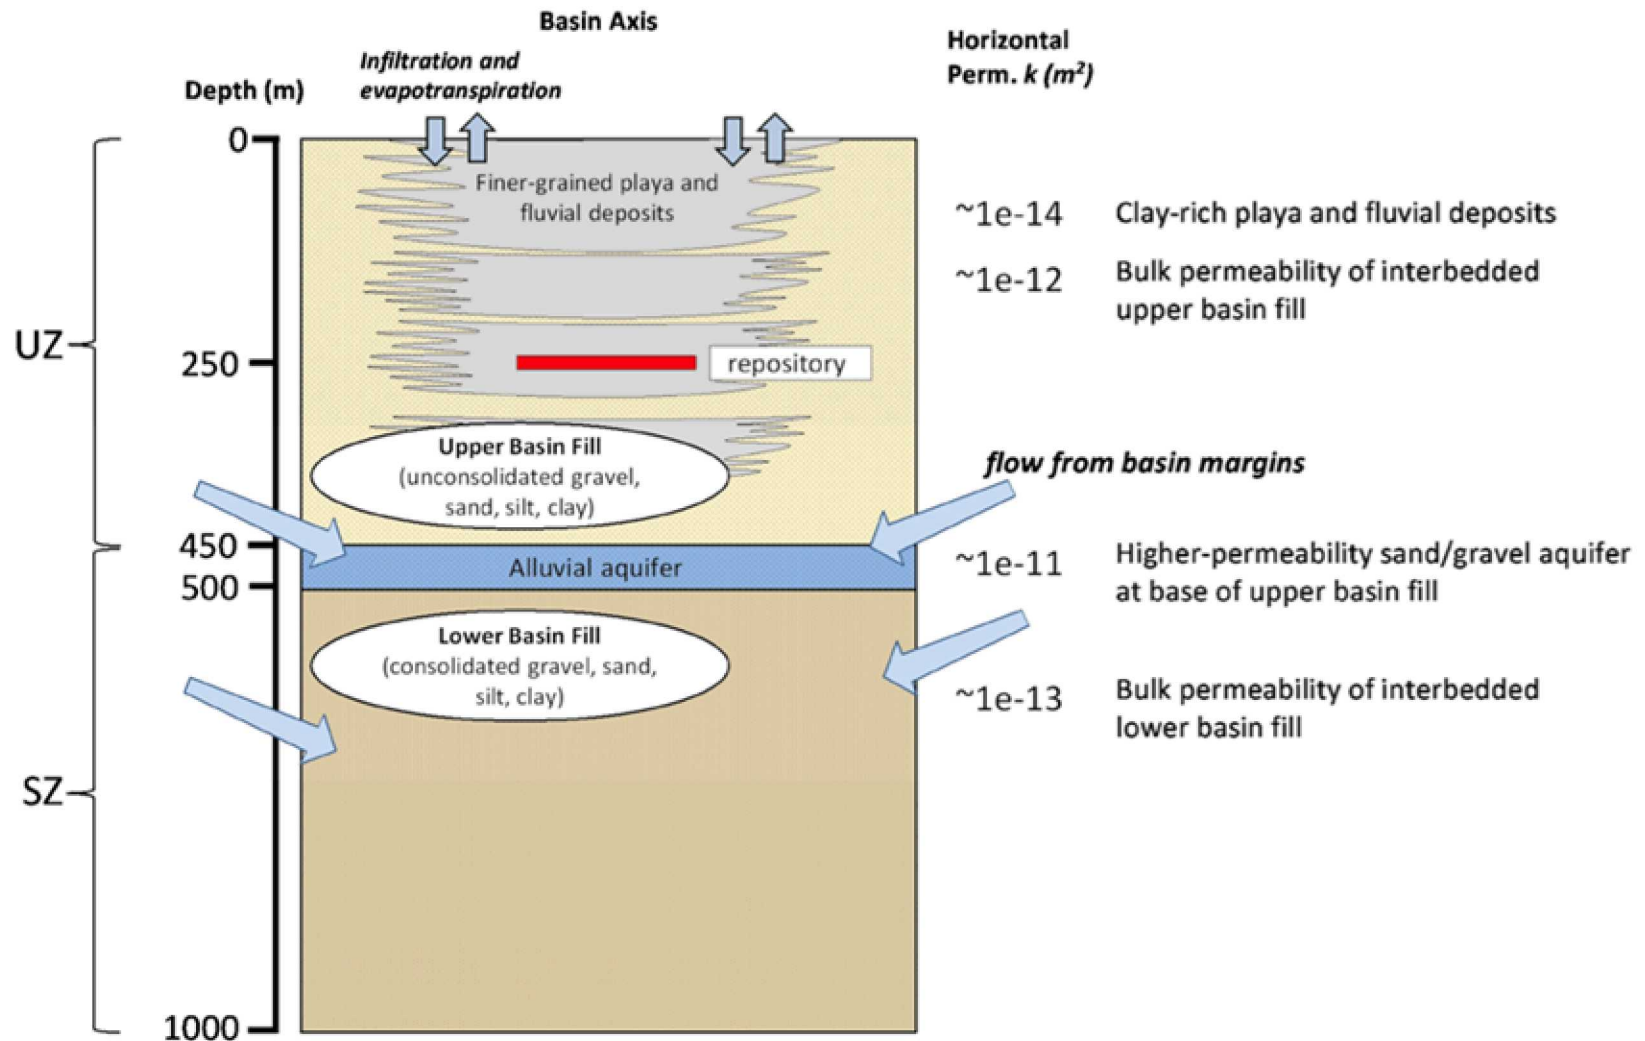 Basin Axis
Infiltration and
evapotranspiration
Horizontal
Perm. k (m²)
Depth (m)
0
Finer-grained playa and
fluvial deposits
~1e-14 Clay-rich playa and fluvial deposits
~1e-12 Bulk permeability of interbedded
upper basin fill
UZ
250
repository
Upper Basin Fill
(unconsolidated gravel,
sand, silt, clay)
flow from basin margins
450
Alluvial aquifer
500
~1e-11 Higher-permeability sand/gravel aquifer
at base of upper basin fill
Lower Basin Fill
(consolidated gravel, sand,
silt, clay)
~1e-13 Bulk permeability of interbedded
lower basin fill
SZ
1000